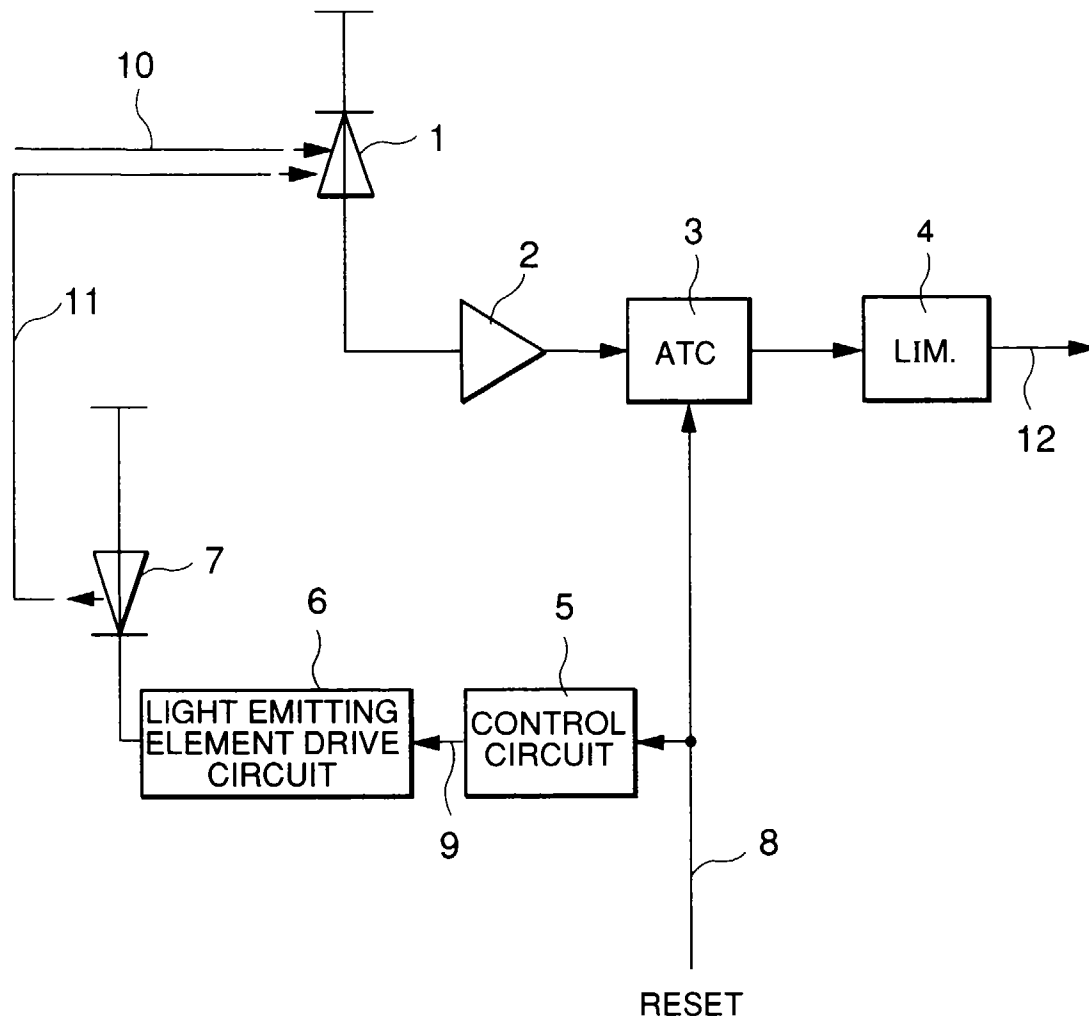 10
1
2
3
4
ATC
LIM.
11
12
7
6
5
LIGHT EMITTING
ELEMENT DRIVE
CIRCUIT
CONTROL
CIRCUIT
9
8
RESET